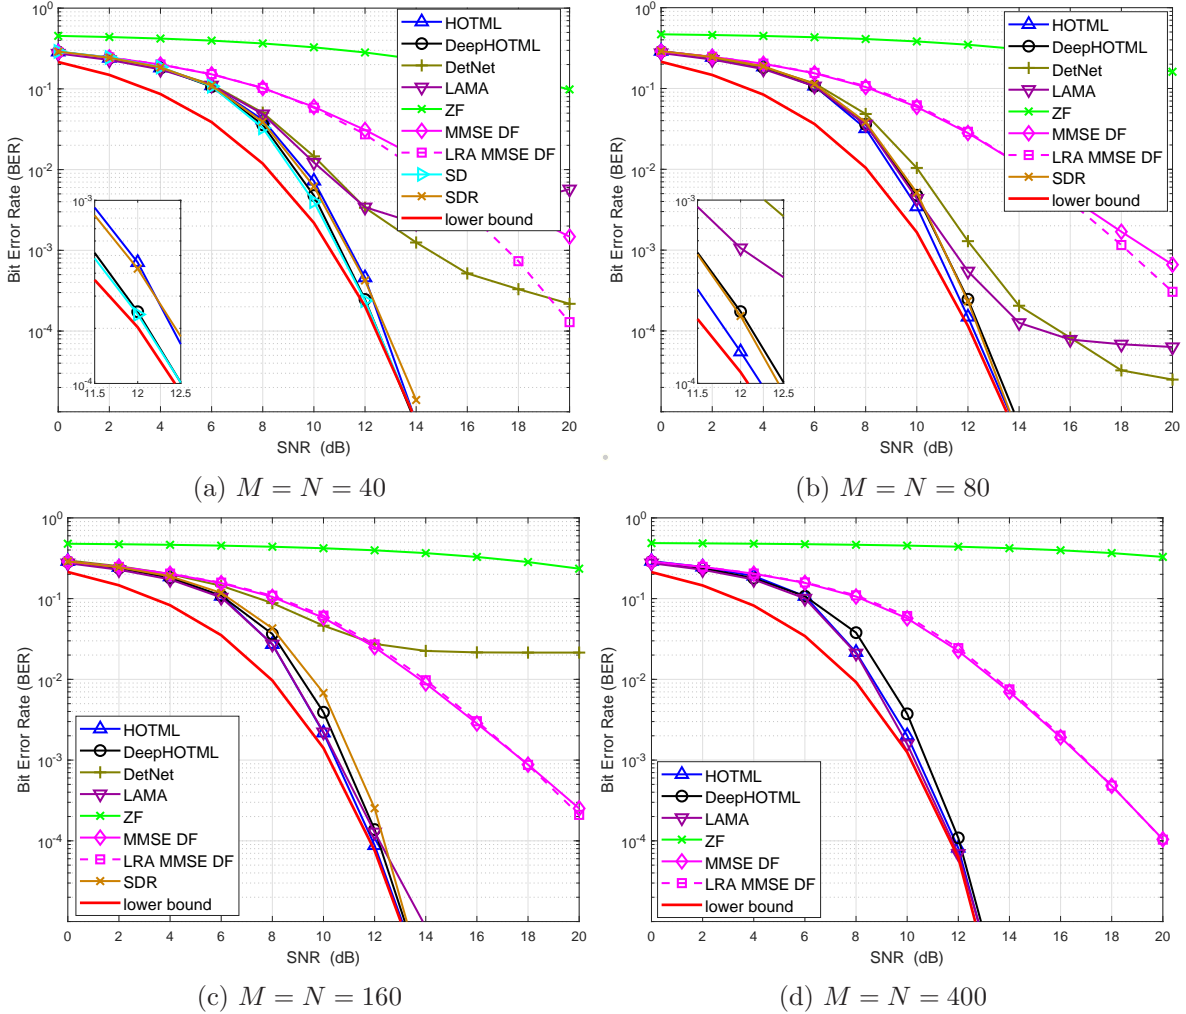 10^0
10^-1
10^-2
10^-3
10^-4
Bit Error Rate (BER)
0 2 4 6 8 10 12 14 16 18 20
SNR (dB)
HOTML
DeepHOTML
DetNet
LAMA
ZF
MMSE DF
LRA MMSE DF
SD
SDR
lower bound
10^-3
10^-4
11.5 12 12.5
(a) M = N = 40
10^0
10^-1
10^-2
10^-3
10^-4
Bit Error Rate (BER)
0 2 4 6 8 10 12 14 16 18 20
SNR (dB)
HOTML
DeepHOTML
DetNet
LAMA
ZF
MMSE DF
LRA MMSE DF
SDR
lower bound
10^-3
10^-4
11.5 12 12.5
(b) M = N = 80
10^0
10^-1
10^-2
10^-3
10^-4
Bit Error Rate (BER)
0 2 4 6 8 10 12 14 16 18 20
SNR (dB)
HOTML
DeepHOTML
DetNet
LAMA
ZF
MMSE DF
LRA MMSE DF
SDR
lower bound
(c) M = N = 160
10^0
10^-1
10^-2
10^-3
10^-4
Bit Error Rate (BER)
0 2 4 6 8 10 12 14 16 18 20
SNR (dB)
HOTML
DeepHOTML
LAMA
ZF
MMSE DF
LRA MMSE DF
lower bound
(d) M = N = 400